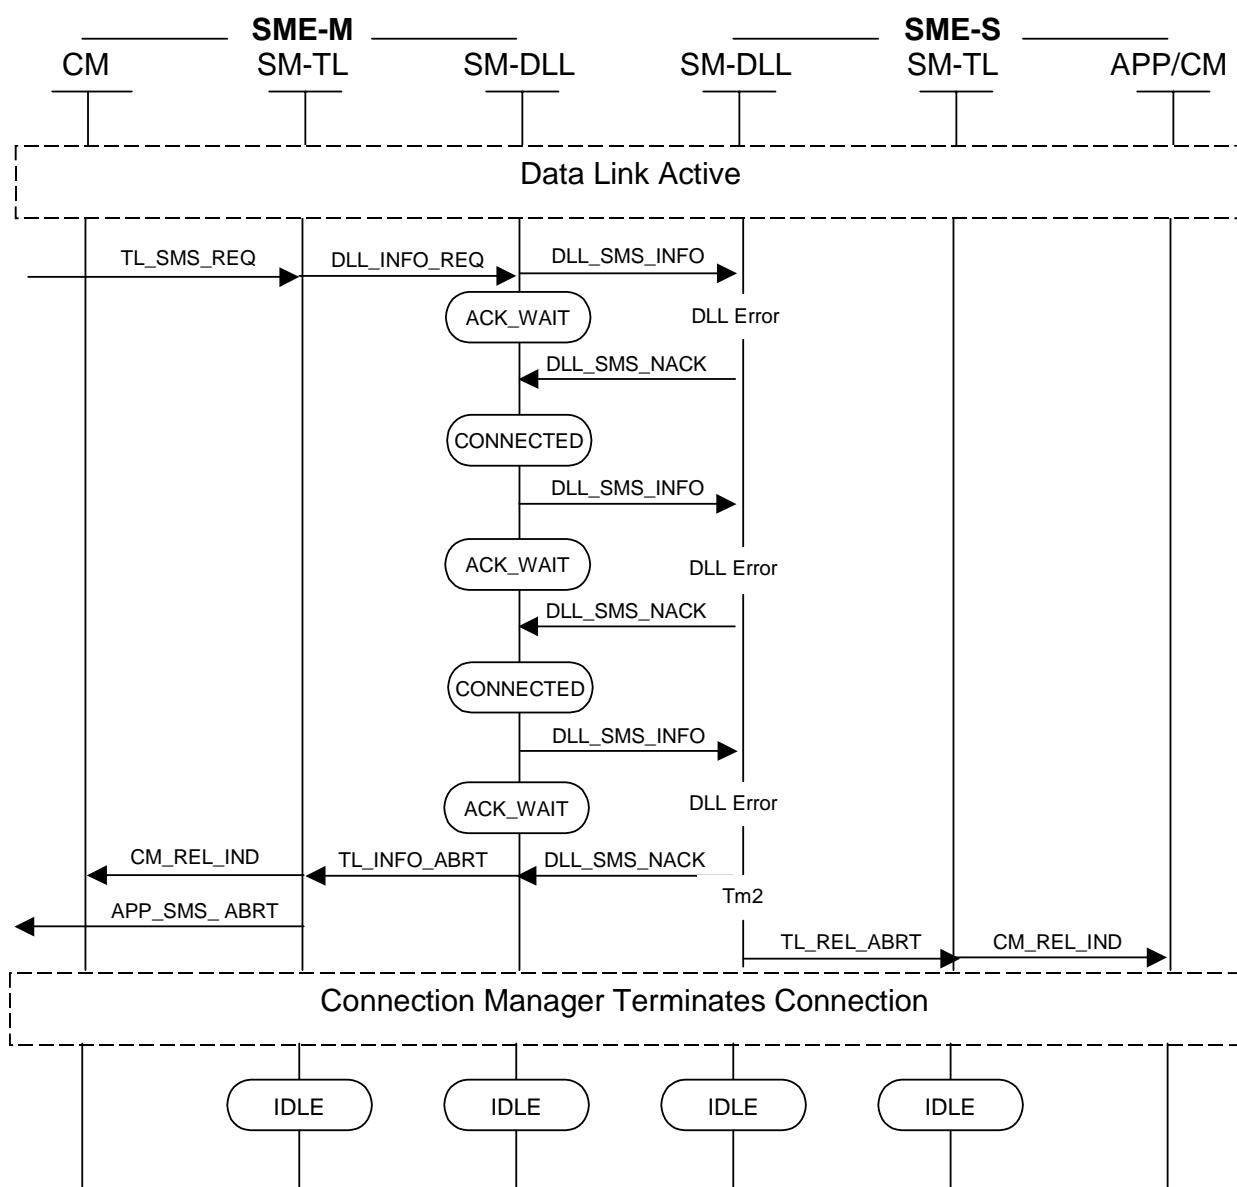 SME-M SME-S
CM SM-TL SM-DLL SM-DLL SM-TL APP/CM
Data Link Active
TL_SMS_REQ DLL_INFO_REQ DLL_SMS_INFO
ACK_WAIT DLL Error
DLL_SMS_NACK
CONNECTED
DLL_SMS_INFO
ACK_WAIT DLL Error
DLL_SMS_NACK
CONNECTED
DLL_SMS_INFO
ACK_WAIT DLL Error
CM_REL_IND TL_INFO_ABRT DLL_SMS_NACK
Tm2
APP_SMS_ ABRT
TL_REL_ABRT CM_REL_IND
Connection Manager Terminates Connection
IDLE IDLE IDLE IDLE